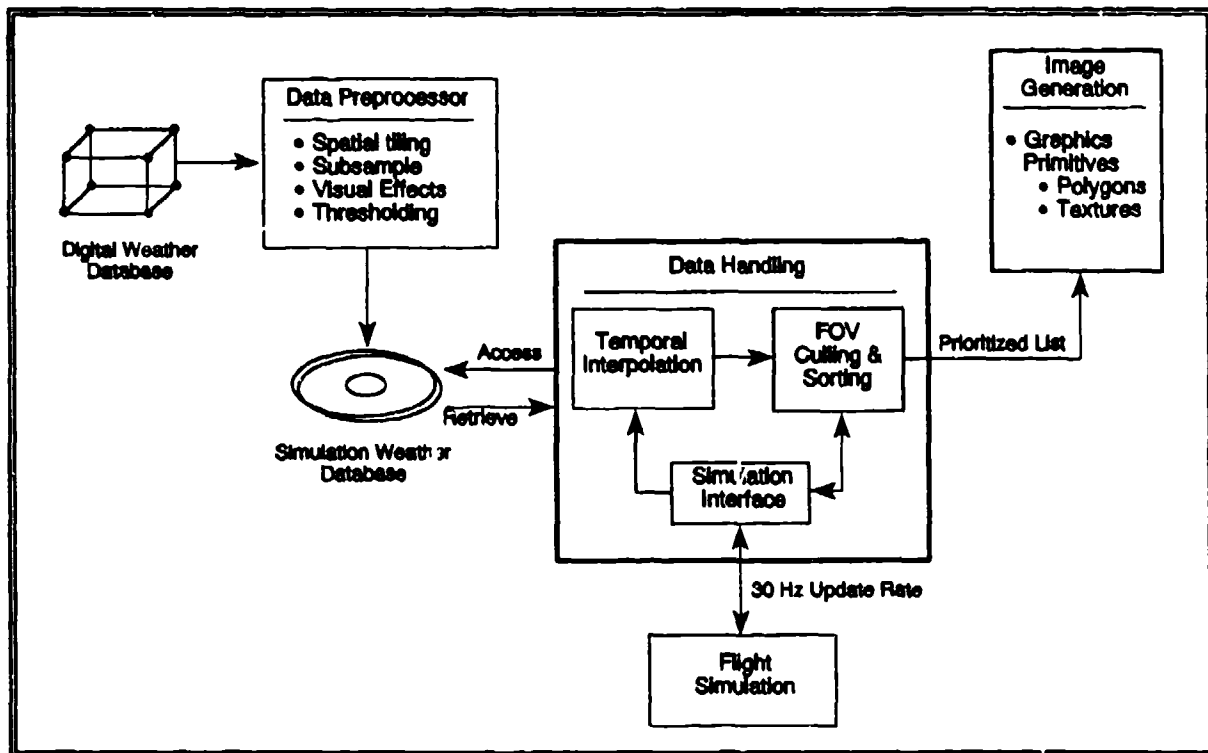 Data Preprocessor
• Spatial tiling
• Subsample
• Visual Effects
• Thresholding
Digital Weather
Database
Image
Generation
• Graphics
Primitives
• Polygons
• Textures
Data Handling
Temporal
Interpolation
FOV
Culling &
Sorting
Prioritized List
Access
Retrieve
Simulation Weather
Database
Simulation
Interface
30 Hz Update Rate
Flight
Simulation